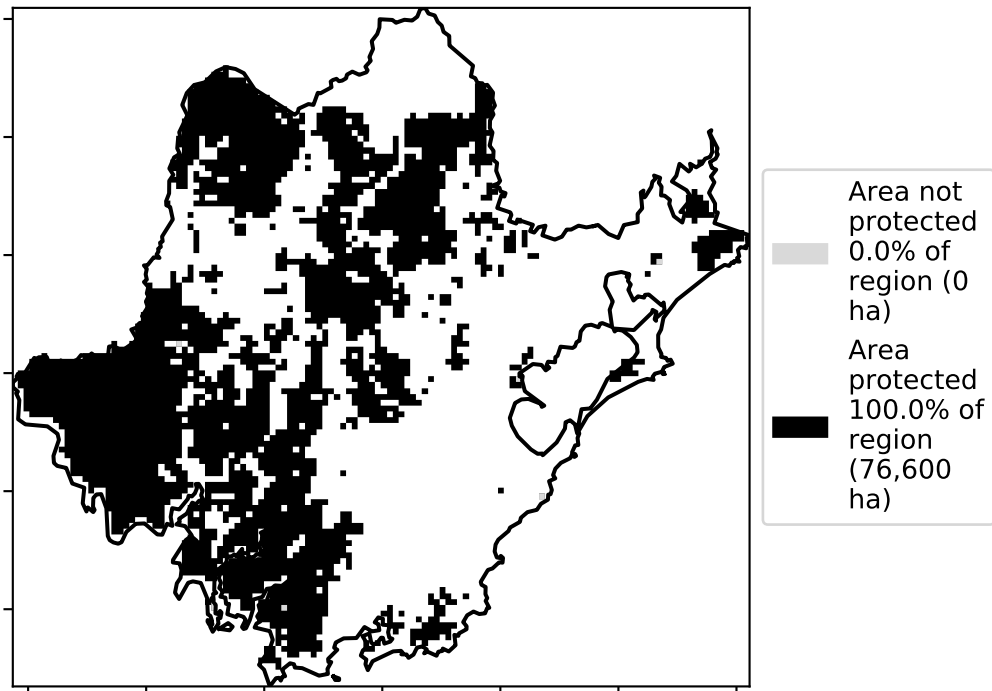 Area not
protected
0.0% of
region (0
ha)
Area
protected
100.0% of
region
(76,600
ha)